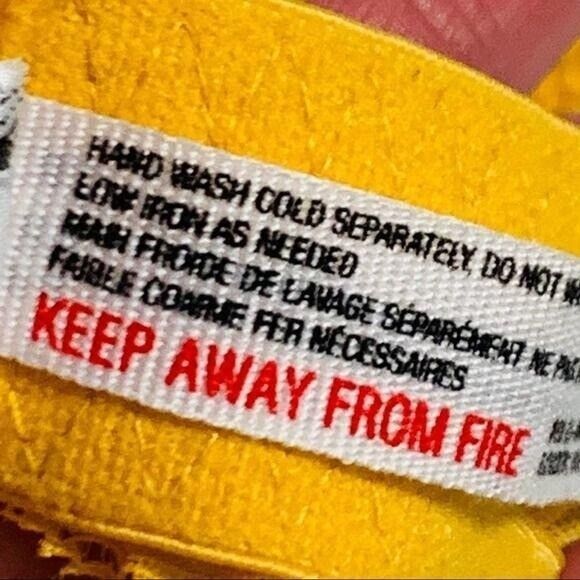 HAND WASH COLD SEPARATELY, DO NOT
LOW IRON AS NEEDED
MAIN FROIDE DE LAVAGE SÉPARÉMENT NE
FAIBLE COMME FER NÉCESSAIRES
KEEP AWAY FROM FIRE